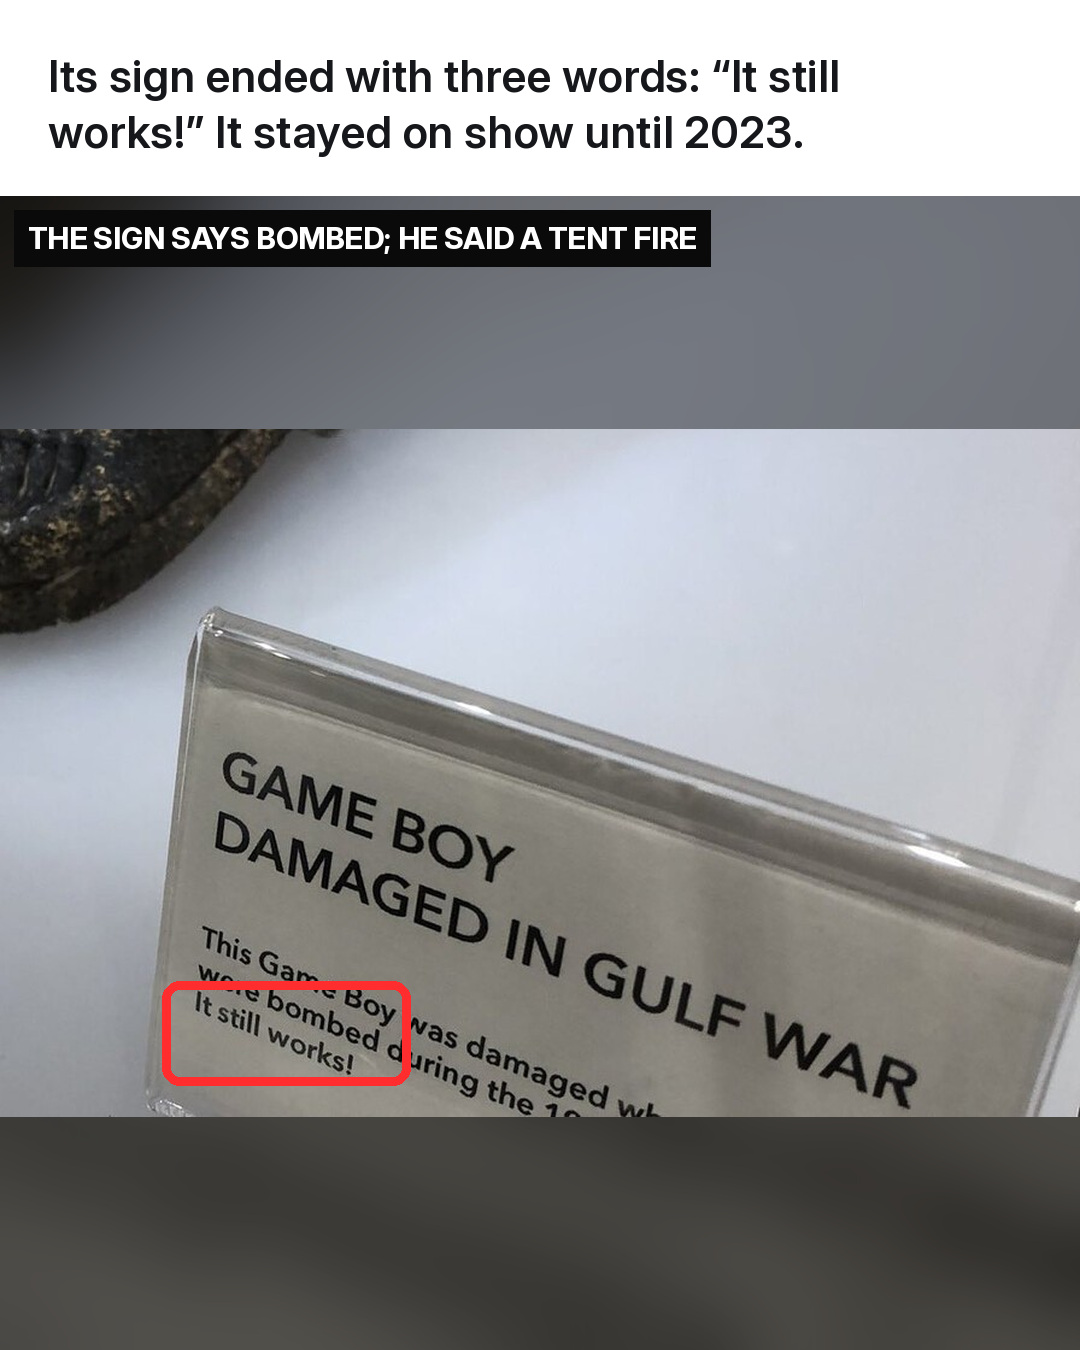 Its sign ended with three words: “It still
works!” It stayed on show until 2023.
THE SIGN SAYS BOMBED; HE SAID A TENT FIRE
GAME BOY
DAMAGED IN GULF WAR
This Game Boy was damaged
were bombed during the
It still works!